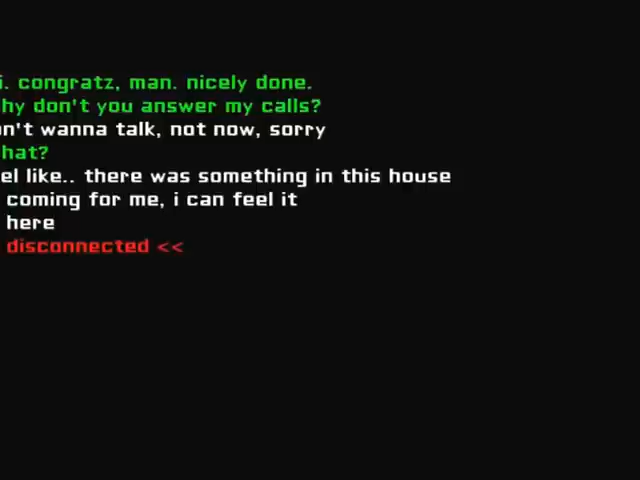 i. congratz, man. nicely done.
hy don't you answer my calls?
n't wanna talk, not now, sorry
hat?
el like.. there was something in this house
coming for me, i can feel it
here
disconnected <<